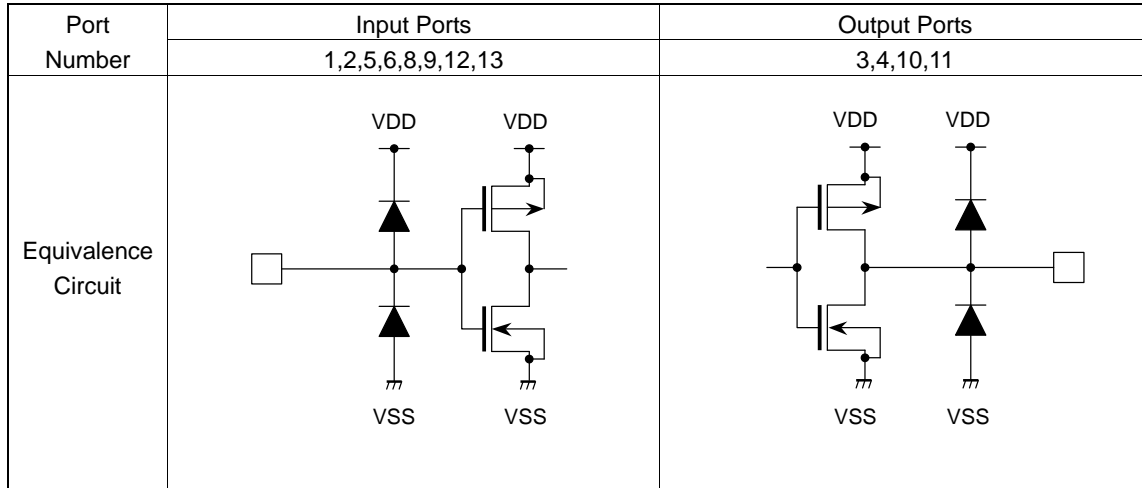 Port
Number
Input Ports
Output Ports
1,2,5,6,8,9,12,13
3,4,10,11
Equivalence
Circuit
VDD VDD
VSS VSS
VDD VDD
VSS VSS